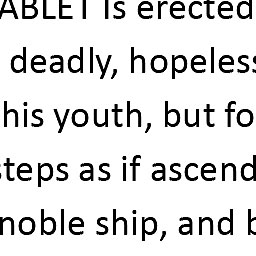 ABLET is erected
deadly, hopeless
his youth, but fo
steps as if ascend
noble ship, and b